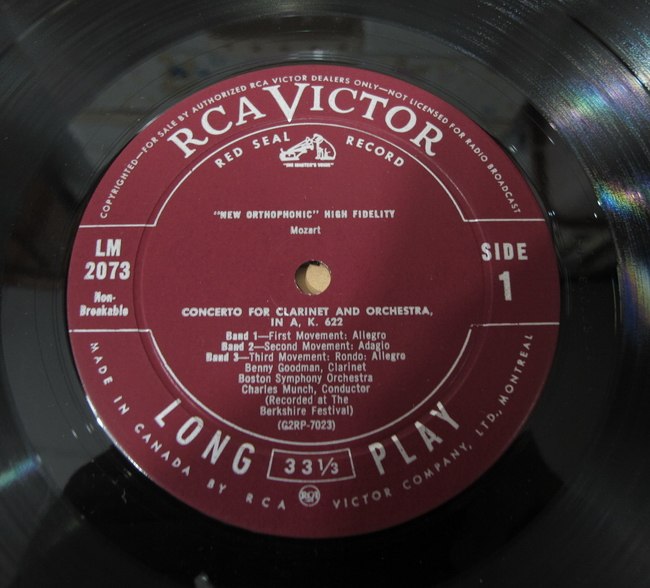 COPYRIGHTED—FOR SALE BY AUTHORIZED RCA VICTOR DEALERS ONLY—NOT LICENSED FOR RADIO BROADCAST
RCA VICTOR
RED SEAL RECORD
"HIS MASTER'S VOICE"
"NEW ORTHOPHONIC" HIGH FIDELITY
Mozart
LM
2073
SIDE
1
Non-
Breakable
CONCERTO FOR CLARINET AND ORCHESTRA,
IN A, K. 622
Band 1—First Movement: Allegro
Band 2—Second Movement: Adagio
Band 3—Third Movement: Rondo: Allegro
Benny Goodman, Clarinet
Boston Symphony Orchestra
Charles Munch, Conductor
(Recorded at The
Berkshire Festival)
(G2RP-7023)
LONG 33⅓ PLAY
MADE IN CANADA BY RCA VICTOR COMPANY, LTD., MONTREAL
RCA